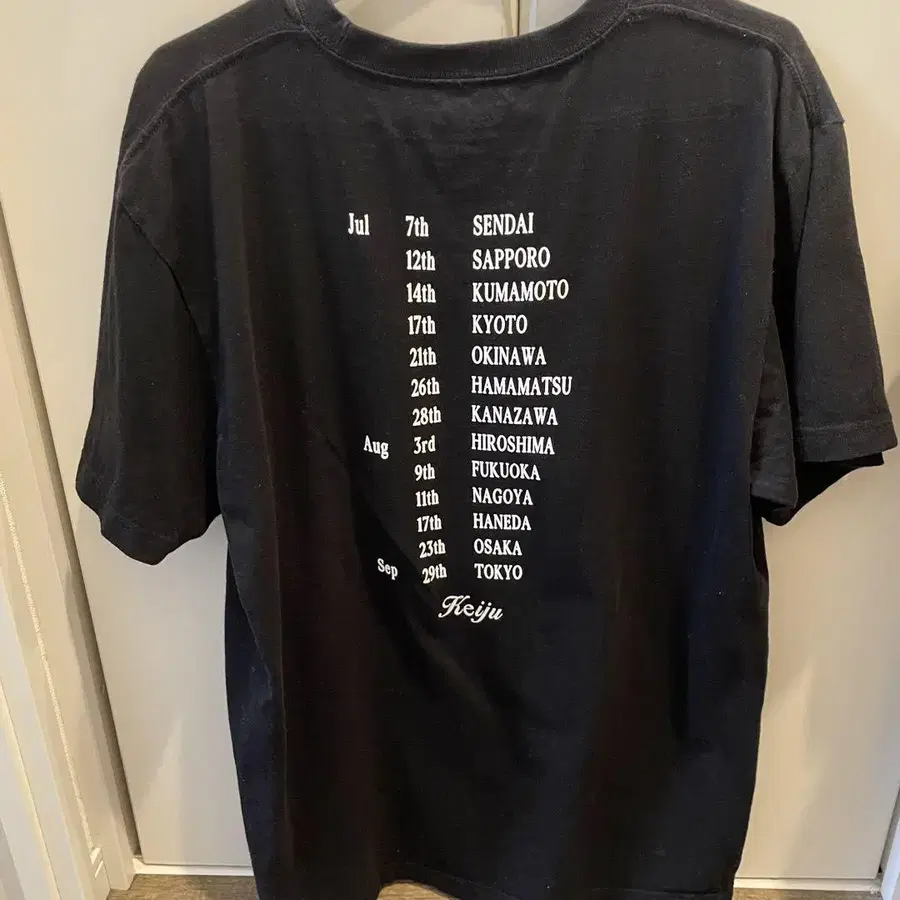 Jul 7th SENDAI
12th SAPPORO
14th KUMAMOTO
17th KYOTO
21th OKINAWA
26th HAMAMATSU
28th KANAZAWA
Aug 3rd HIROSHIMA
9th FUKUOKA
11th NAGOYA
17th HANEDA
23th OSAKA
Sep 29th TOKYO
Keiju